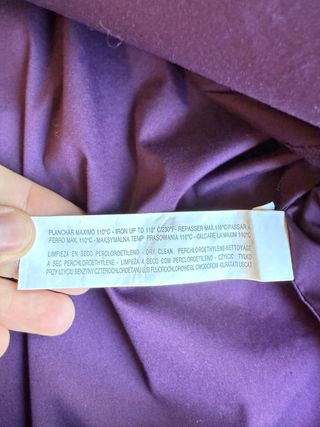 PLANCHAR MAXIMO 110°C - IRON UP TO 110° C/230°F - REPASSER MAX.110°C-PASSAR A
FERRO MAX. 110°C - MAKSYMALNA TEMP PRASOWANIA 110°C - CALCARE LA MAXIM 110°C
LIMPIEZA EN SECO PERCLOROETILENO - DRY CLEAN PERCHLOROETHYLENE-NETTOYAGE
A SEC PERCHLOROETHYLENE - LIMPEZA A SECO COM PERCLOROETILENO - CZYSCIC TYLKO
PRZY UZYCIU BENZYNY CZTEROCHLOROETANU LUB